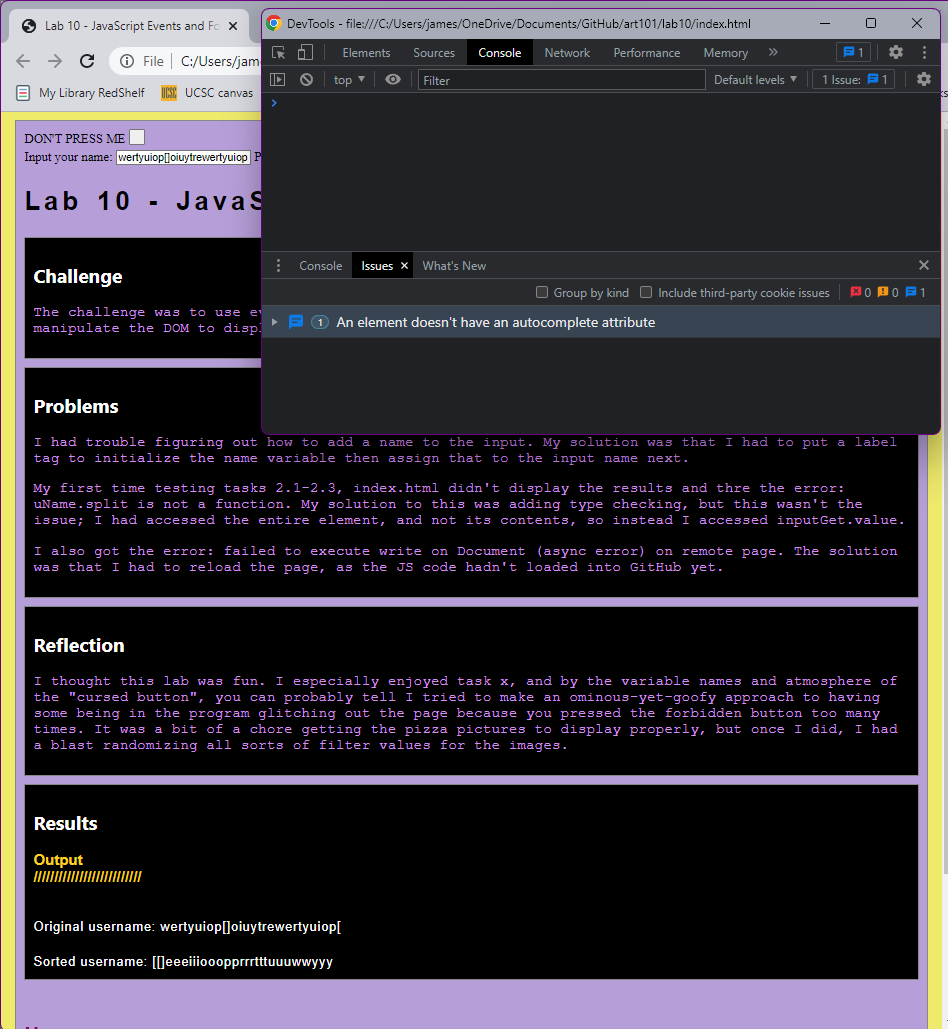 Lab 10 - JavaScript Events and Fo
DevTools - file:///C:/Users/james/OneDrive/Documents/GitHub/art101/lab10/index.html
File C:/Users/jame
My Library RedShelf UCSC UCSC canvas
Elements Sources Console Network Performance Memory 1
top Filter Default levels 1 Issue: 1
DON'T PRESS ME
Input your name: wertyuiop[]oiuytrewertyuiop P
Lab 10 - JavaS
Console Issues What's New
Group by kind Include third-party cookie issues 0 0 1
1 An element doesn't have an autocomplete attribute
Challenge
The challenge was to use ev
manipulate the DOM to displ
Problems
I had trouble figuring out how to add a name to the input. My solution was that I had to put a label
tag to initialize the name variable then assign that to the input name next.
My first time testing tasks 2.1-2.3, index.html didn't display the results and thre the error:
uName.split is not a function. My solution to this was adding type checking, but this wasn't the
issue; I had accessed the entire element, and not its contents, so instead I accessed inputGet.value.
I also got the error: failed to execute write on Document (async error) on remote page. The solution
was that I had to reload the page, as the JS code hadn't loaded into GitHub yet.
Reflection
I thought this lab was fun. I especially enjoyed task x, and by the variable names and atmosphere of
the "cursed button", you can probably tell I tried to make an ominous-yet-goofy approach to having
some being in the program glitching out the page because you pressed the forbidden button too many
times. It was a bit of a chore getting the pizza pictures to display properly, but once I did, I had
a blast randomizing all sorts of filter values for the images.
Results
Output
//////////////////////////
Original username: wertyuiop[]oiuytrewertyuiop[
Sorted username: [[]eeeiiiooopprrrtttuuuwwyyy